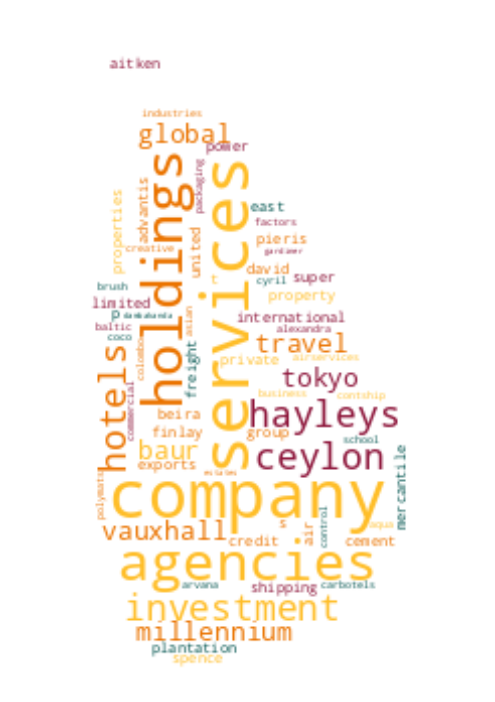 aitken
industries
global
power
holdings
services
packaging
advantis
properties
creative
united
east
factors
pieris
gardiner
david
cyril
super
t
property
brush
limited
p
dambakanda
baltic
coco
asian
colombo
international
alexandra
travel
freight
private
airservices
hotels
tokyo
commercial
business
containship
beira
hayleys
finlay
group
school
baur
ceylon
exports
estates
mercantile
polymats
company
vauxhall
s
air
control
aqua
credit
cement
agencies
arvana
shipping
carbotels
investment
millennium
plantation
spence